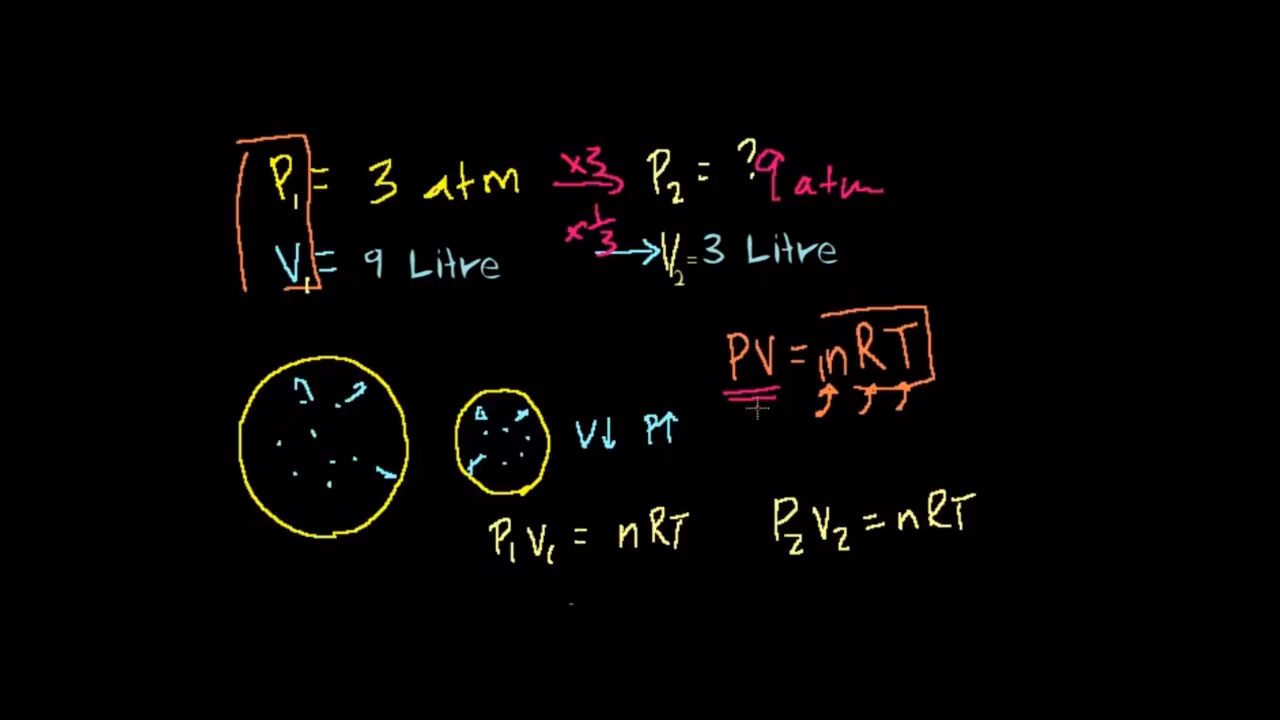 P₁ = 3 atm ×3 P₂ = ? 9 atm
V₁ = 9 Litre ×1/3 → V₂ = 3 Litre
PV = nRT
V↓ P↑
P₁V₁ = nRT P₂V₂ = nRT